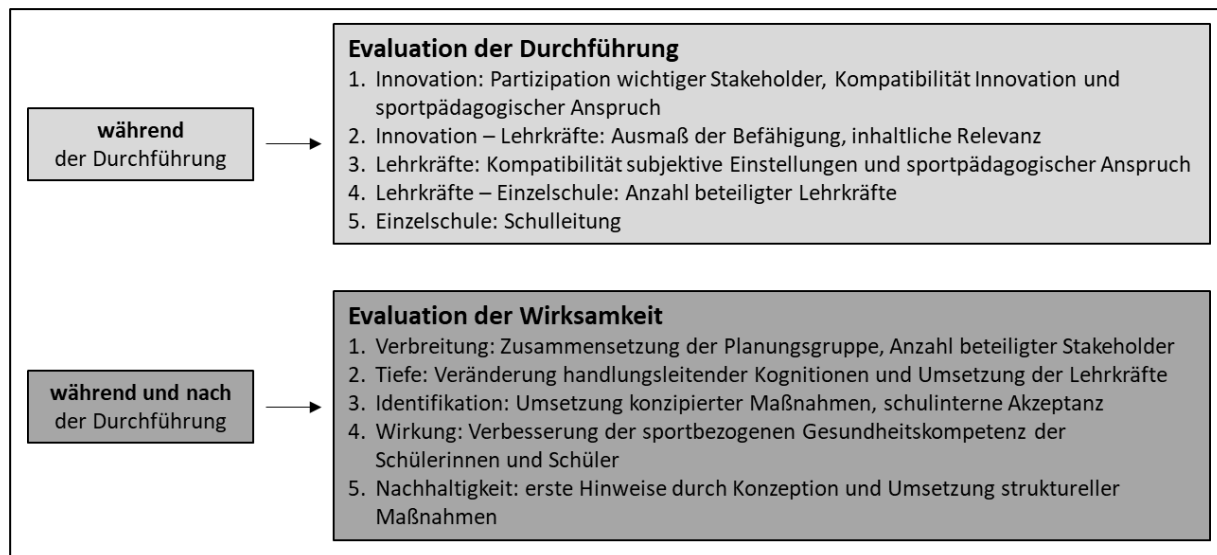 während
der Durchführung
Evaluation der Durchführung
1. Innovation: Partizipation wichtiger Stakeholder, Kompatibilität Innovation und
sportpädagogischer Anspruch
2. Innovation – Lehrkräfte: Ausmaß der Befähigung, inhaltliche Relevanz
3. Lehrkräfte: Kompatibilität subjektive Einstellungen und sportpädagogischer Anspruch
4. Lehrkräfte – Einzelschule: Anzahl beteiligter Lehrkräfte
5. Einzelschule: Schulleitung
während und nach
der Durchführung
Evaluation der Wirksamkeit
1. Verbreitung: Zusammensetzung der Planungsgruppe, Anzahl beteiligter Stakeholder
2. Tiefe: Veränderung handlungsleitender Kognitionen und Umsetzung der Lehrkräfte
3. Identifikation: Umsetzung konzipierter Maßnahmen, schulinterne Akzeptanz
4. Wirkung: Verbesserung der sportbezogenen Gesundheitskompetenz der
Schülerinnen und Schüler
5. Nachhaltigkeit: erste Hinweise durch Konzeption und Umsetzung struktureller
Maßnahmen